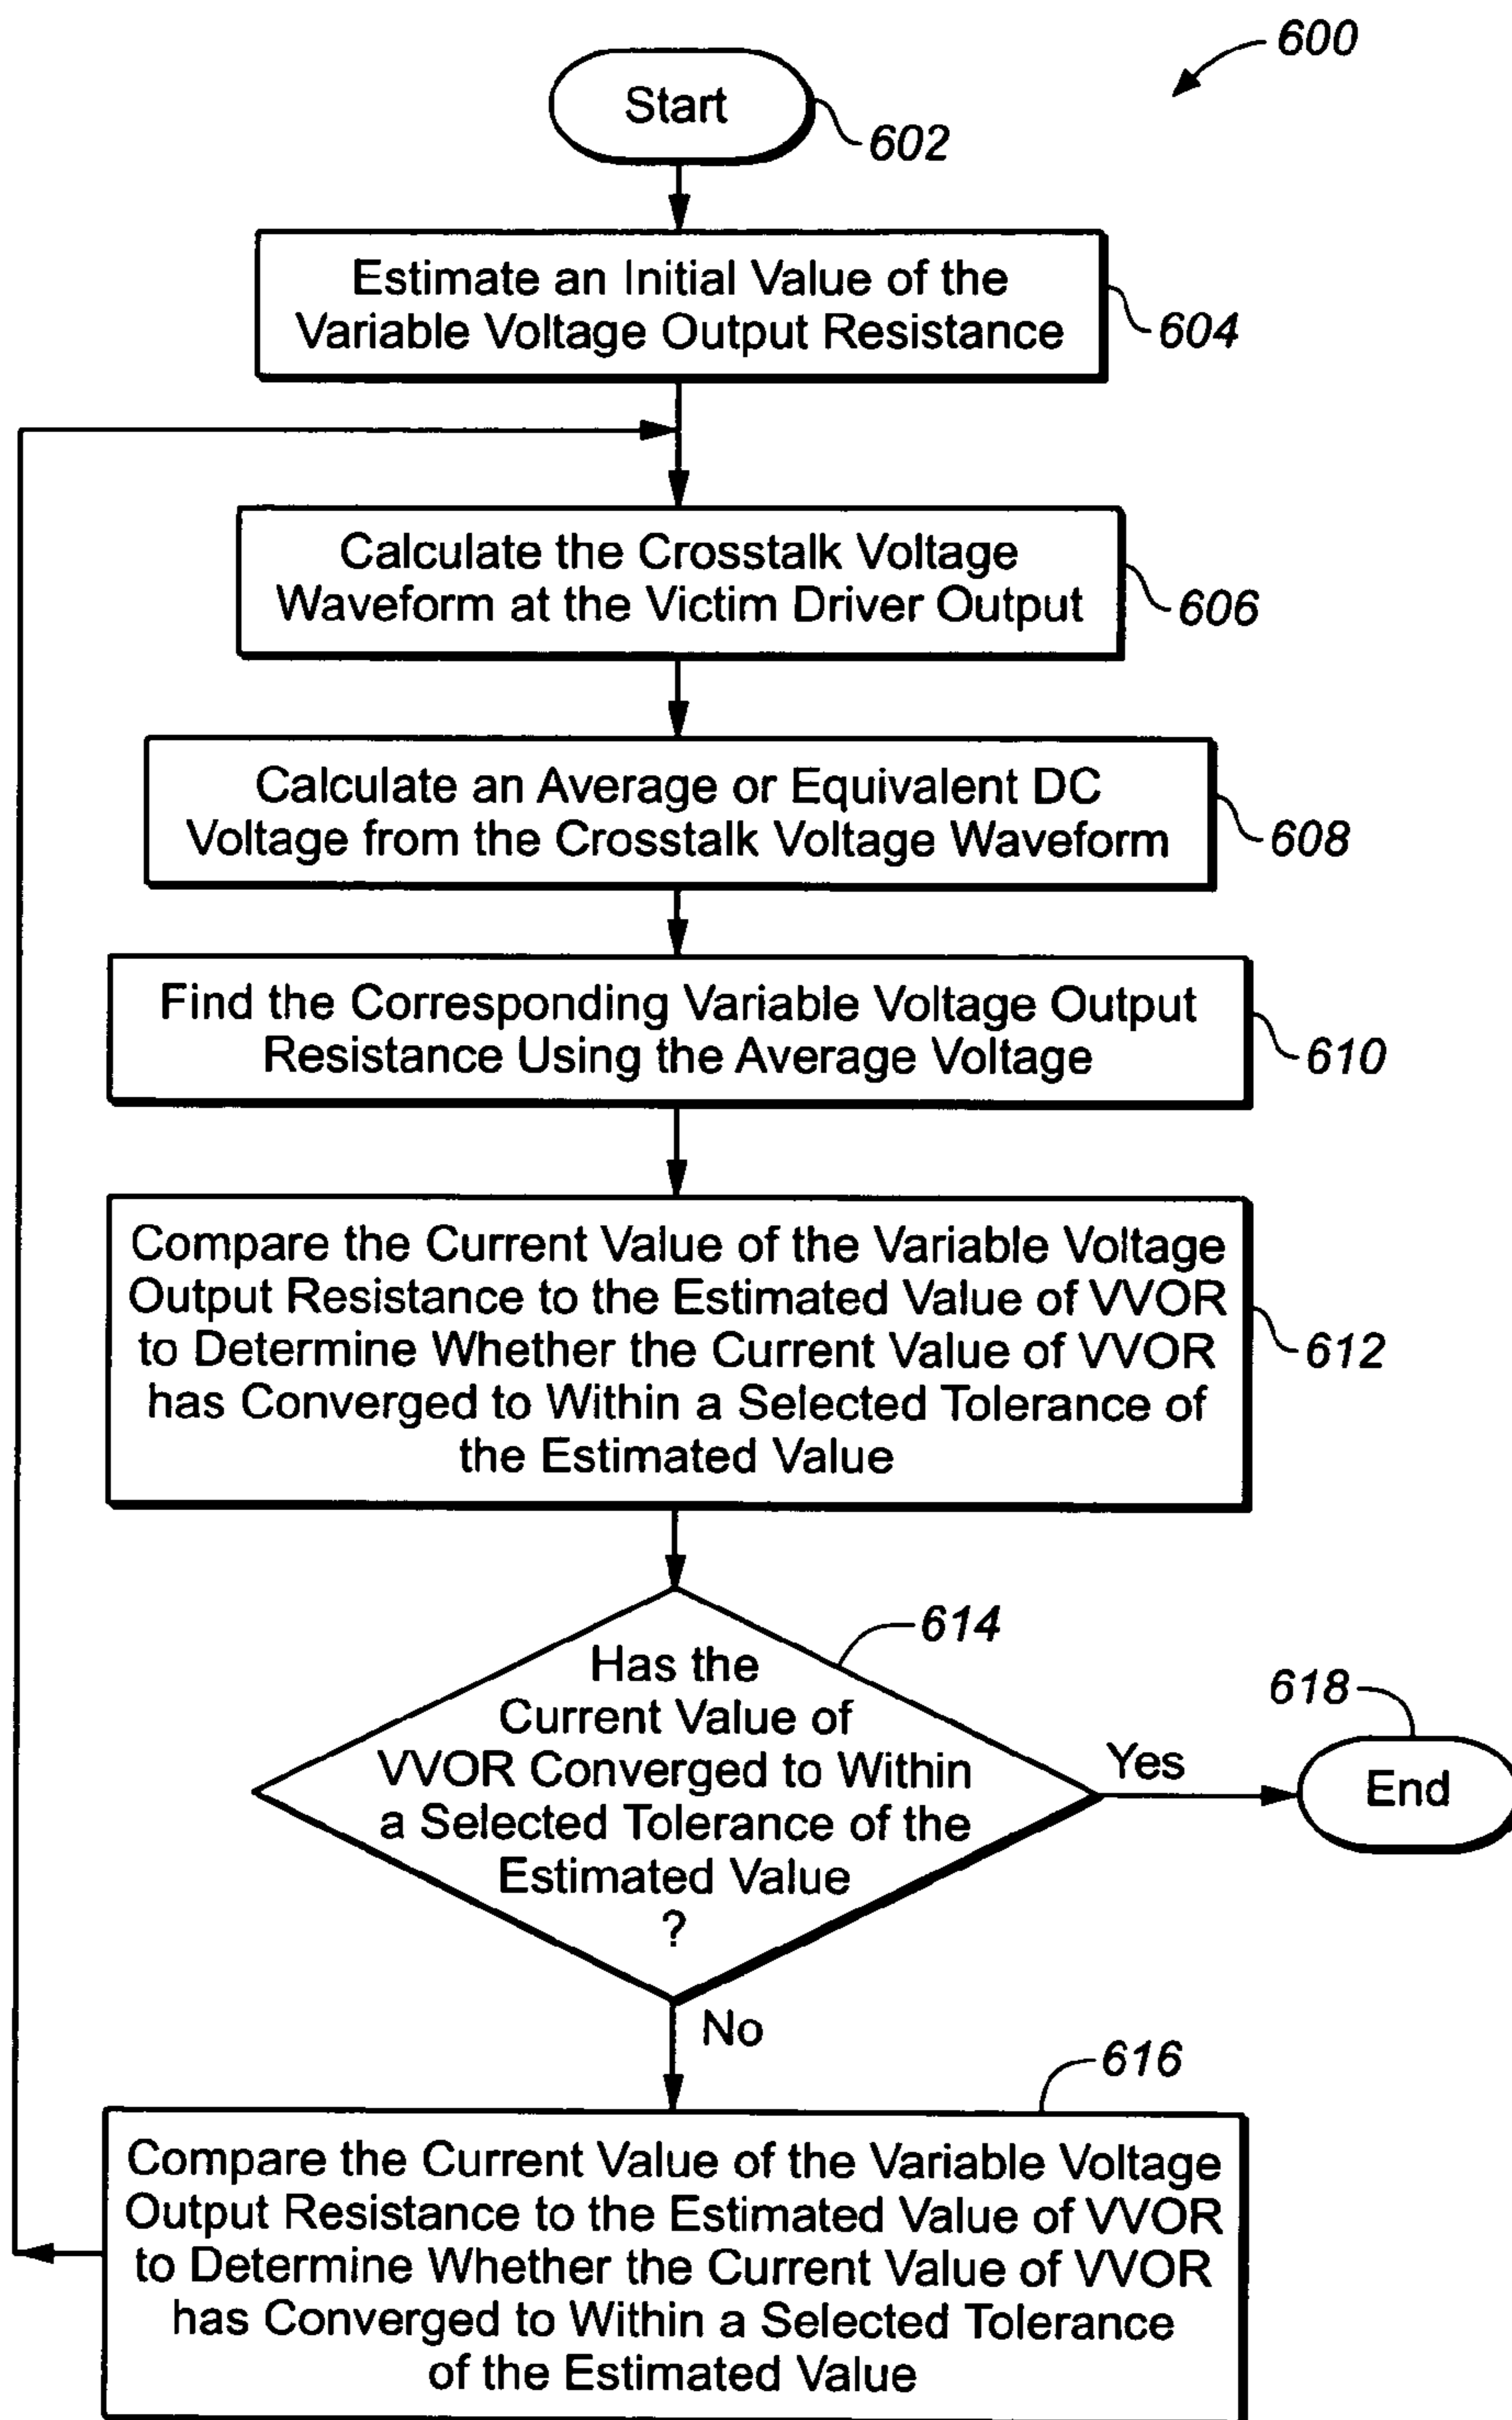 600
Start
602
Estimate an Initial Value of the
Variable Voltage Output Resistance
604
Calculate the Crosstalk Voltage
Waveform at the Victim Driver Output
606
Calculate an Average or Equivalent DC
Voltage from the Crosstalk Voltage Waveform
608
Find the Corresponding Variable Voltage Output
Resistance Using the Average Voltage
610
Compare the Current Value of the Variable Voltage
Output Resistance to the Estimated Value of VVOR
to Determine Whether the Current Value of VVOR
has Converged to Within a Selected Tolerance of
the Estimated Value
612
614
Has the
Current Value of
VVOR Converged to Within
a Selected Tolerance of the
Estimated Value
?
Yes
618
End
No
616
Compare the Current Value of the Variable Voltage
Output Resistance to the Estimated Value of VVOR
to Determine Whether the Current Value of VVOR
has Converged to Within a Selected Tolerance
of the Estimated Value